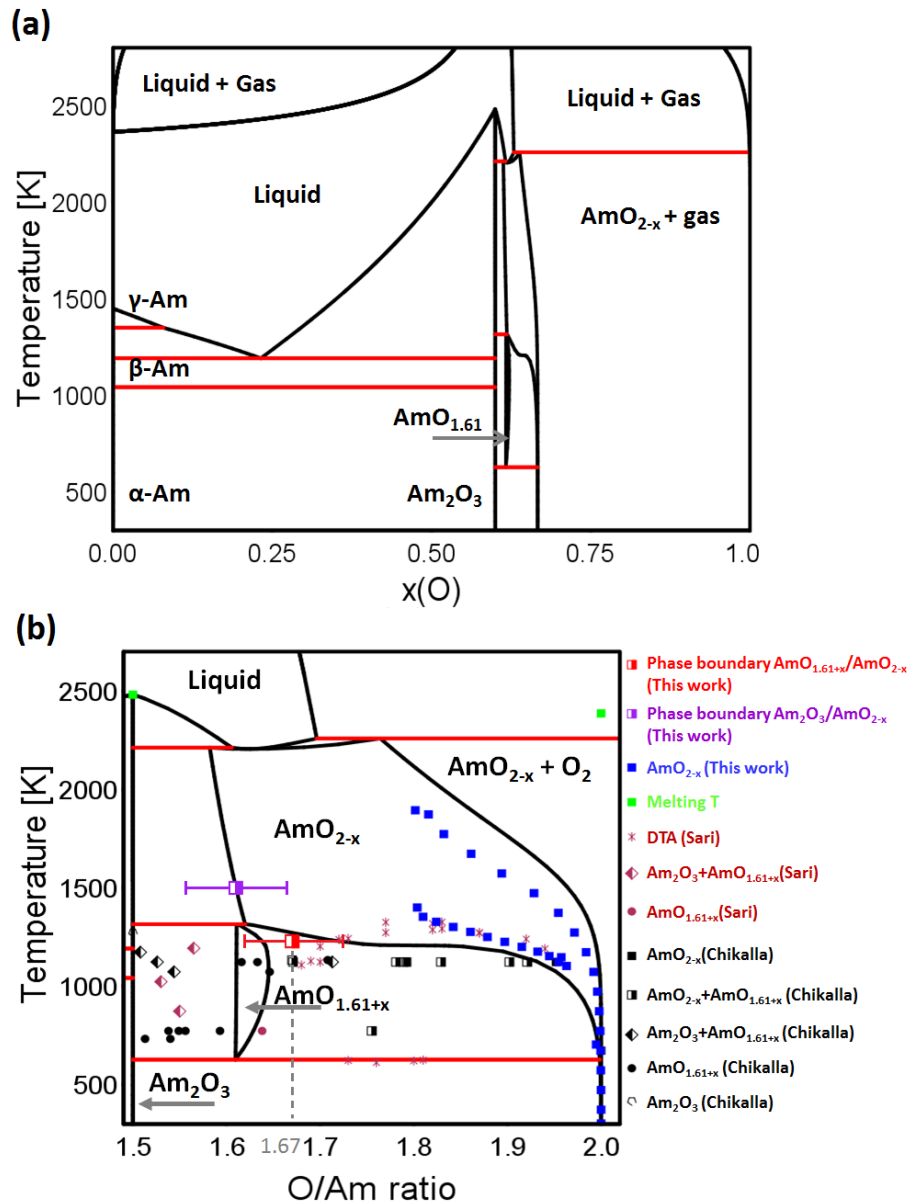 (a)
Temperature [K]
2500
2000
1500
1000
500
Liquid + Gas
Liquid + Gas
Liquid
AmO2-x + gas
γ-Am
β-Am
AmO1.61
α-Am
Am2O3
0.00
0.25
0.50
0.75
1.0
x(O)
(b)
Temperature [K]
2500
2000
1500
1000
500
Liquid
AmO2-x + O2
AmO2-x
AmO1.61+x
Am2O3
1.5
1.6
1.67
1.7
1.8
1.9
2.0
O/Am ratio
Phase boundary AmO1.61+x/AmO2-x
(This work)
Phase boundary Am2O3/AmO2-x
(This work)
AmO2-x (This work)
Melting T
DTA (Sari)
Am2O3+AmO1.61+x(Sari)
AmO1.61+x(Sari)
AmO2-x(Chikalla)
AmO2-x+AmO1.61+x (Chikalla)
Am2O3+AmO1.61+x (Chikalla)
AmO1.61+x (Chikalla)
Am2O3 (Chikalla)